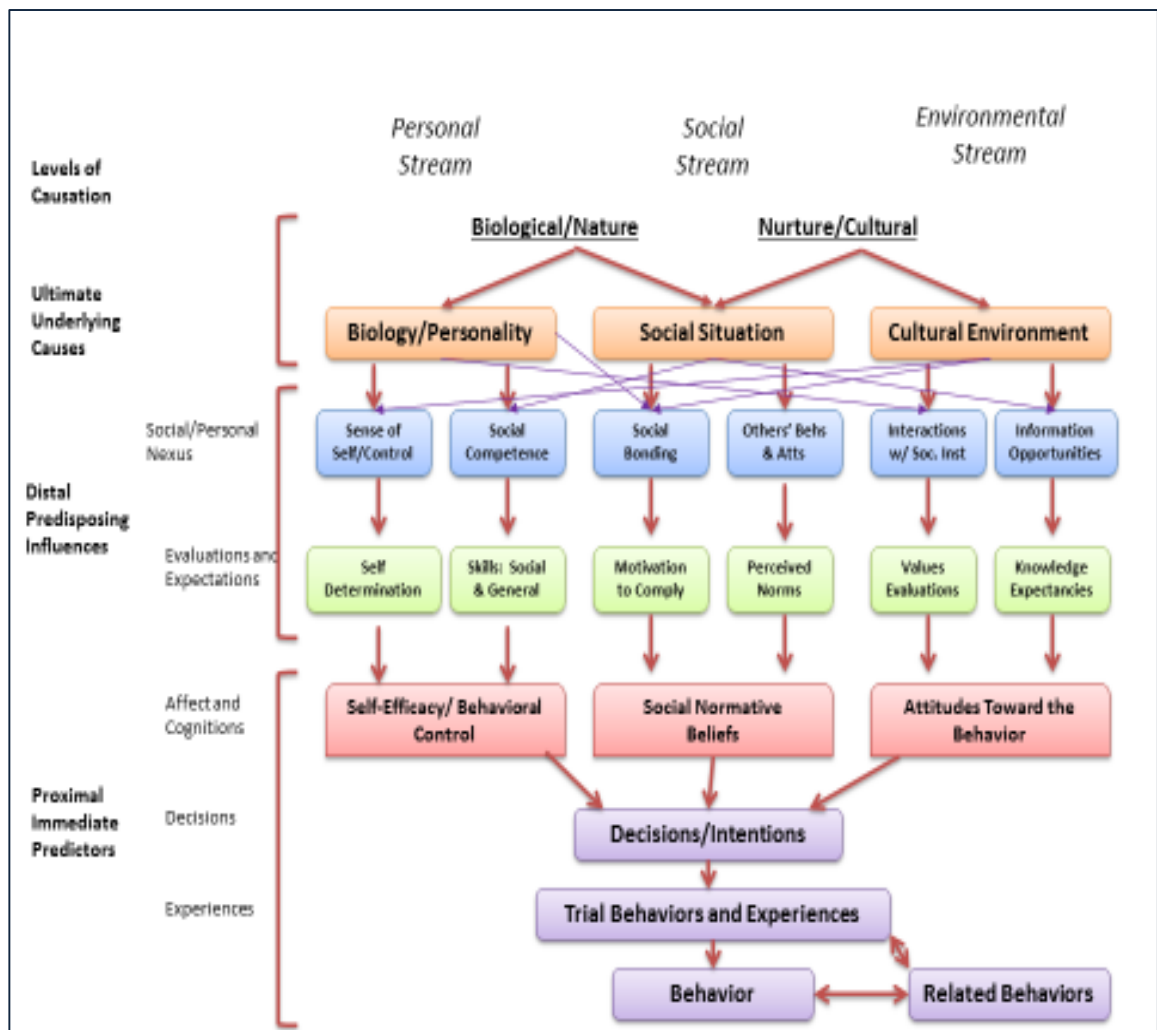 Personal
Stream
Social
Stream
Environmental
Stream
Levels of
Causation
Biological/Nature
Nurture/Cultural
Ultimate
Underlying
Causes
Biology/Personality
Social Situation
Cultural Environment
Social/Personal
Nexus
Sense of
Self/Control
Social
Competence
Social
Bonding
Others' Behs
& Atts
Interactions
w/ Soc. Inst
Information
Opportunities
Distal
Predisposing
Influences
Evaluations and
Expectations
Self
Determination
Skills: Social
& General
Motivation
to Comply
Perceived
Norms
Values
Evaluations
Knowledge
Expectancies
Affect and
Cognitions
Self-Efficacy/ Behavioral
Control
Social Normative
Beliefs
Attitudes Toward the
Behavior
Proximal
Immediate
Predictors
Decisions
Decisions/Intentions
Experiences
Trial Behaviors and Experiences
Behavior
Related Behaviors